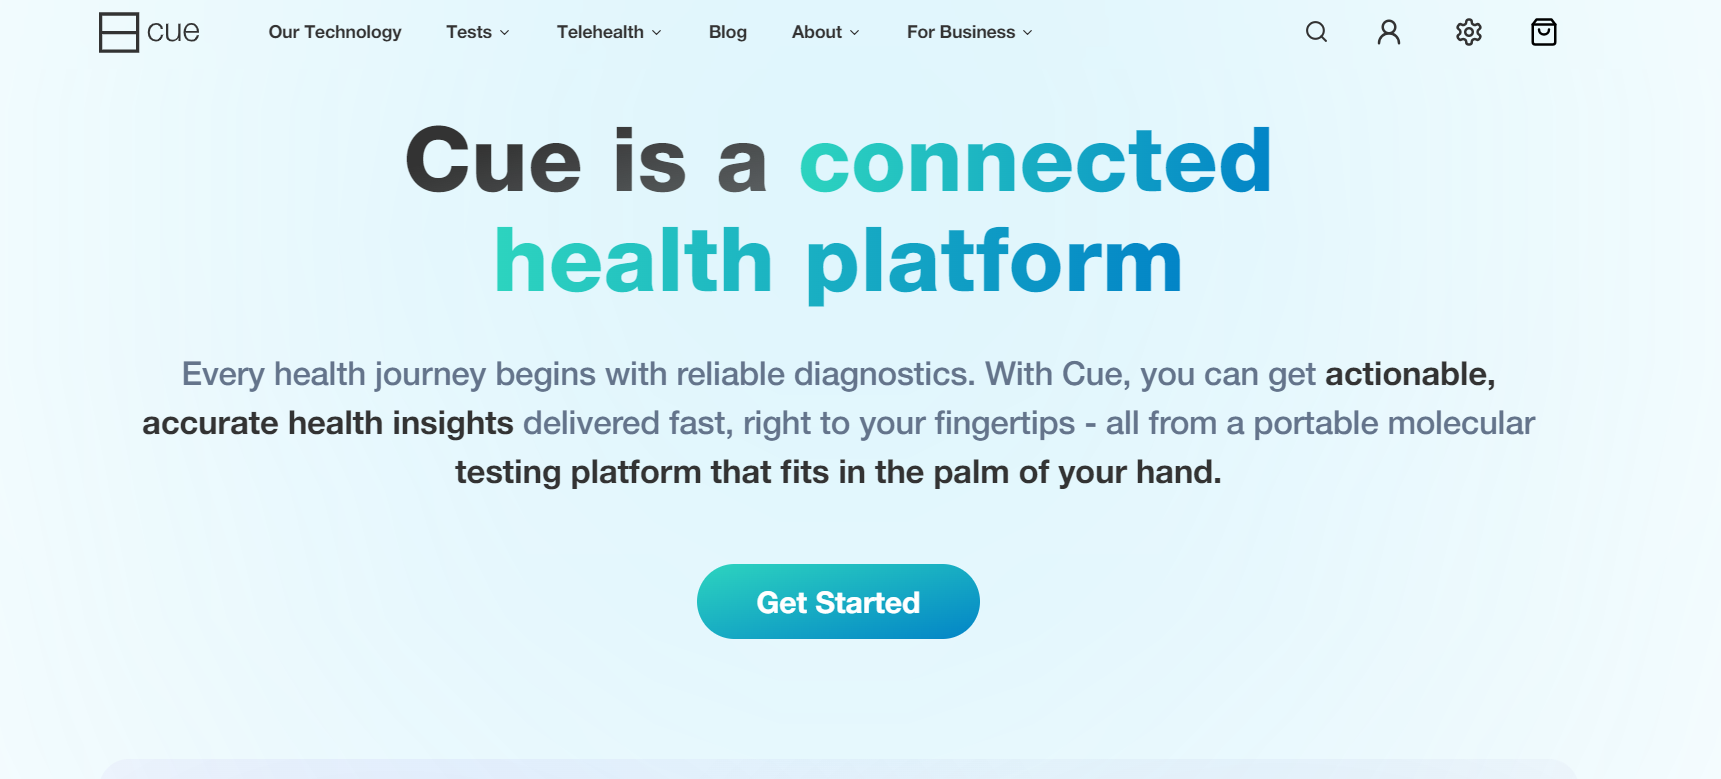 cue
Our Technology Tests Telehealth Blog About For Business
Cue is a connected
health platform
Every health journey begins with reliable diagnostics. With Cue, you can get actionable,
accurate health insights delivered fast, right to your fingertips - all from a portable molecular
testing platform that fits in the palm of your hand.
Get Started